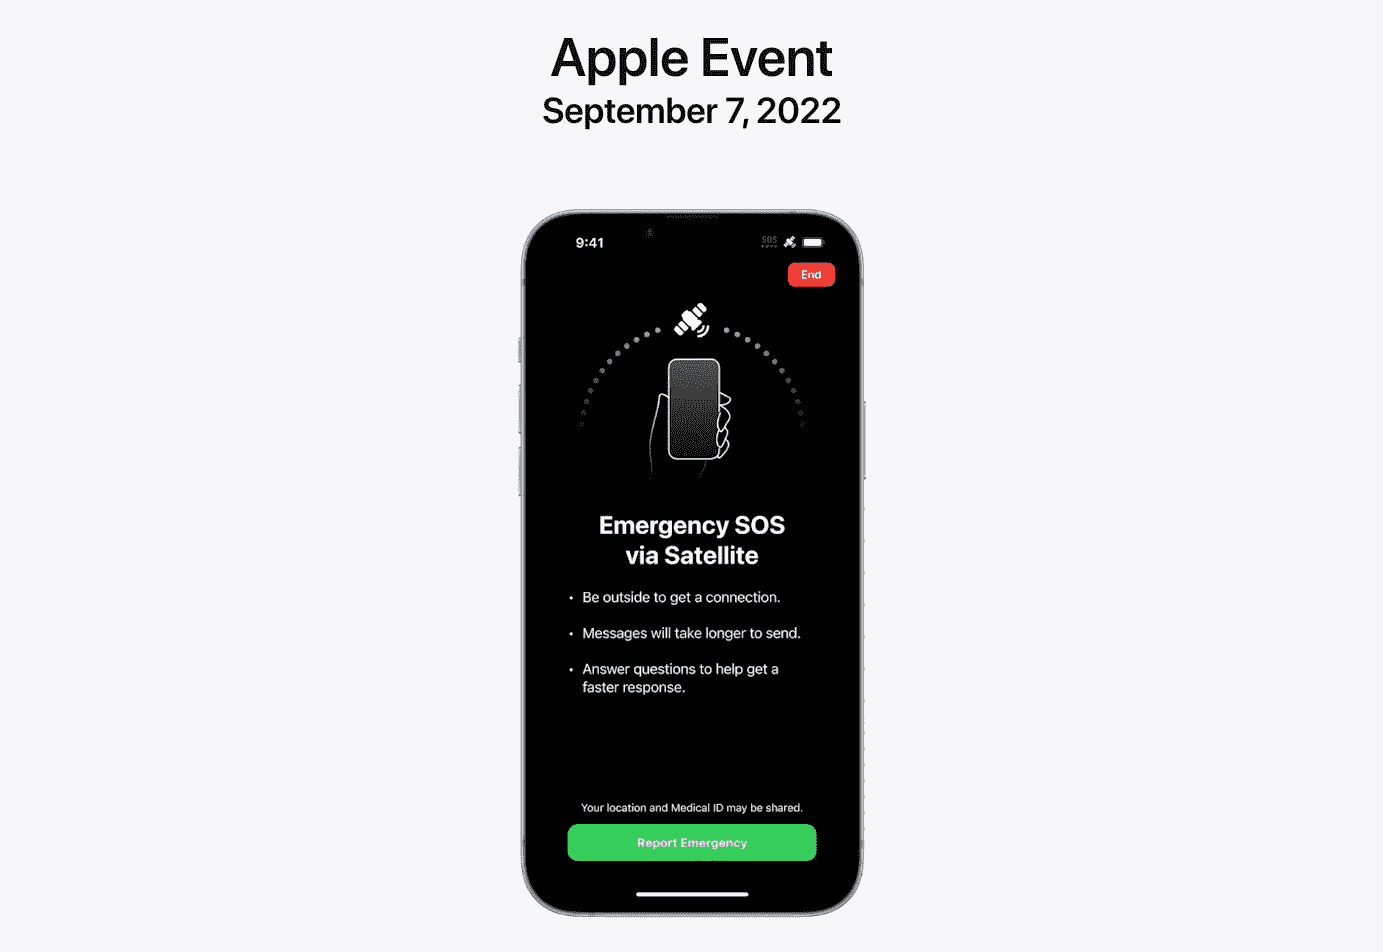 Apple Event
September 7, 2022
9:41
SOS
End
Emergency SOS
via Satellite
• Be outside to get a connection.
• Messages will take longer to send.
• Answer questions to help get a
faster response.
Your location and Medical ID may be shared.
Report Emergency